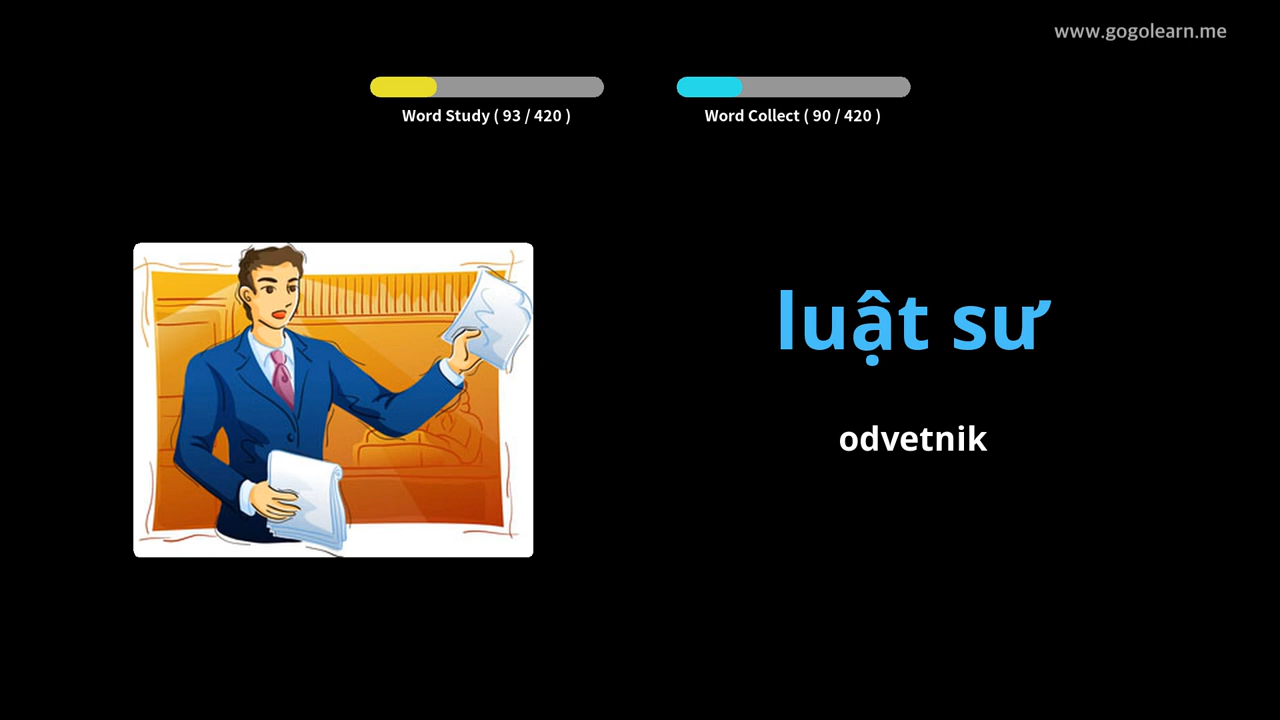 www.gogolearn.me
Word Study ( 93 / 420 )
Word Collect ( 90 / 420 )
luật sư
odvetnik